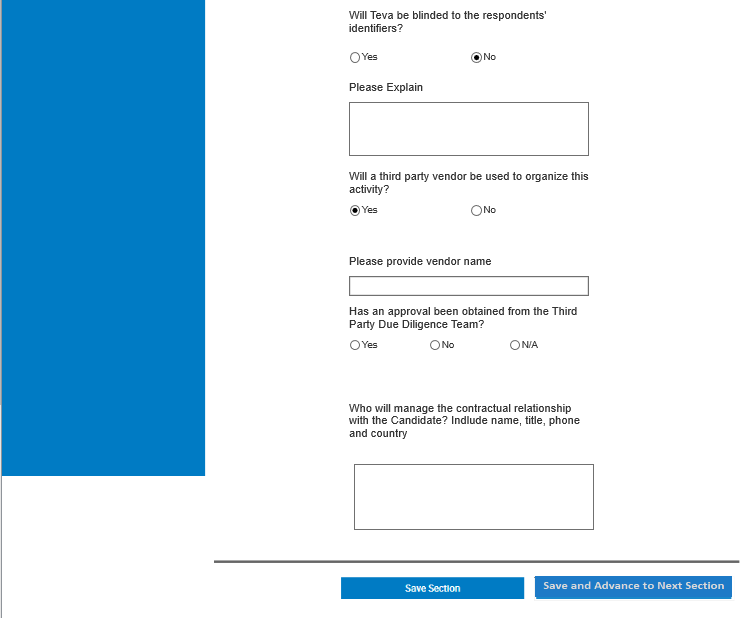 Will Teva be blinded to the respondents'
identifiers?
Yes No
Please Explain
Will a third party vendor be used to organize this
activity?
Yes No
Please provide vendor name
Has an approval been obtained from the Third
Party Due Diligence Team?
Yes No N/A
Who will manage the contractual relationship
with the Candidate? Indlude name, title, phone
and country
Save Section Save and Advance to Next Section